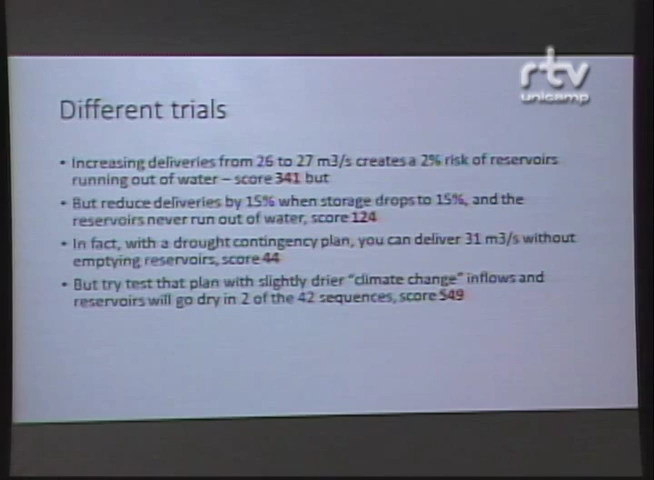 rtv
unicamp
Different trials
• Increasing deliveries from 26 to 27 m3/s creates a 2% risk of reservoirs
running out of water – score 341 but
• But reduce deliveries by 15% when storage drops to 15%, and the
reservoirs never run out of water, score 124
• In fact, with a drought contingency plan, you can deliver 31 m3/s without
emptying reservoirs, score 44
• But try test that plan with slightly drier "climate change" inflows and
reservoirs will go dry in 2 of the 42 sequences, score 549